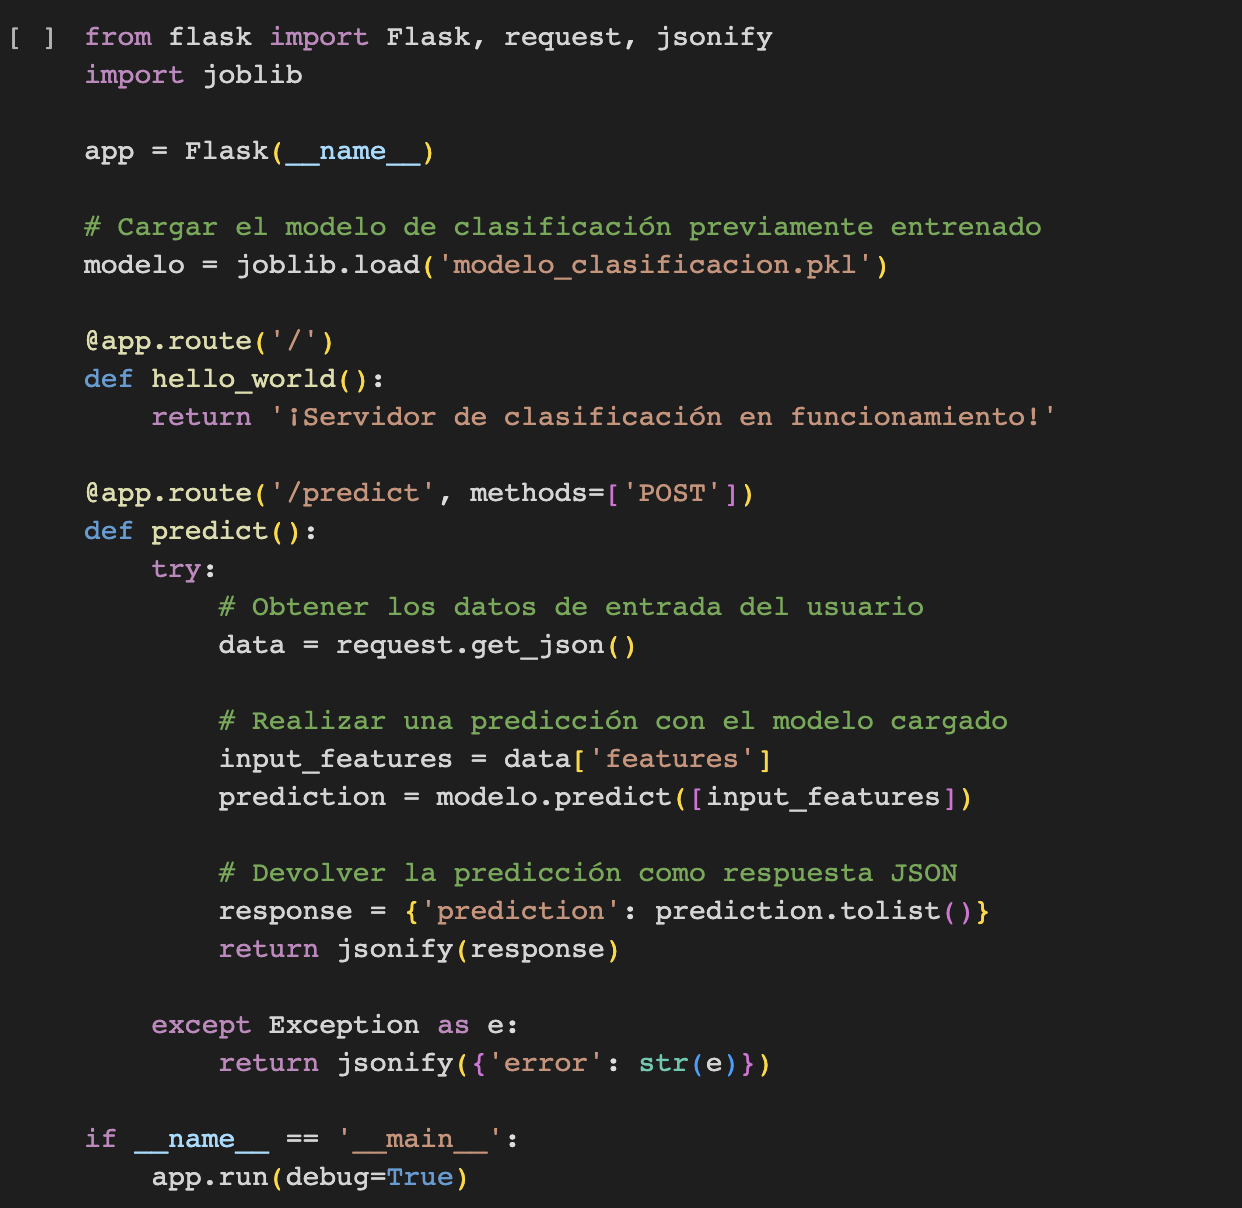 [ ] from flask import Flask, request, jsonify
import joblib
app = Flask(__name__)
# Cargar el modelo de clasificación previamente entrenado
modelo = joblib.load('modelo_clasificacion.pkl')
@app.route('/')
def hello_world():
    return '¡Servidor de clasificación en funcionamiento!'
@app.route('/predict', methods=['POST'])
def predict():
    try:
        # Obtener los datos de entrada del usuario
        data = request.get_json()
        # Realizar una predicción con el modelo cargado
        input_features = data['features']
        prediction = modelo.predict([input_features])
        # Devolver la predicción como respuesta JSON
        response = {'prediction': prediction.tolist()}
        return jsonify(response)
    except Exception as e:
        return jsonify({'error': str(e)})
if __name__ == '__main__':
    app.run(debug=True)